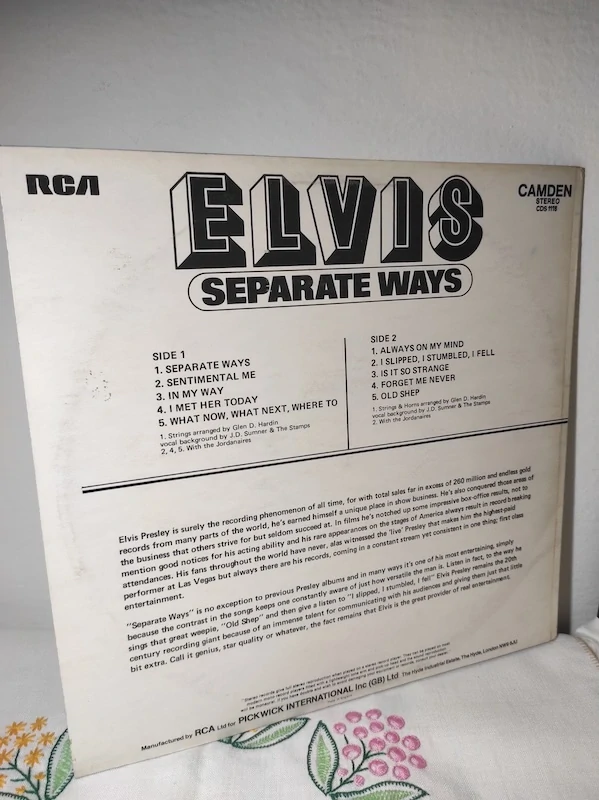 RCA
ELVIS
CAMDEN
STEREO
CDS 1118
SEPARATE WAYS
SIDE 1
1. SEPARATE WAYS
2. SENTIMENTAL ME
3. IN MY WAY
4. I MET HER TODAY
5. WHAT NOW, WHAT NEXT, WHERE TO
1. Strings arranged by Glen D. Hardin
vocal background by J.D. Sumner & The Stamps
2, 4, 5. With the Jordanaires
SIDE 2
1. ALWAYS ON MY MIND
2. I SLIPPED, I STUMBLED, I FELL
3. IS IT SO STRANGE
4. FORGET ME NEVER
5. OLD SHEP
1. Strings & Horns arranged by Glen D. Hardin
vocal background by J.D. Sumner & The Stamps
2. With the Jordanaires
Elvis Presley is surely the recording phenomenon of all time, for with total sales far in excess of 260 million and endless gold
records from many parts of the world, he's earned himself a unique place in show business. He's also conquered those areas of
the business that others strive for but seldom succeed at. In films he's notched up some impressive box-office results, not to
mention good notices for his acting ability and his rare appearances on the stages of America always result in record breaking
attendances. His fans throughout the world have never, alas witnessed the 'live' Presley that makes him the highest-paid
performer at Las Vegas but always there are his records, coming in a constant stream yet consistent in one thing; first class
entertainment.
"Separate Ways" is no exception to previous Presley albums and in many ways it's one of his most entertaining, simply
because the contrast in the songs keeps one constantly aware of just how versatile the man is. Listen in fact, to the way he
sings that great weepie, "Old Shep" and then give a listen to "I slipped, I stumbled, I fell" Elvis Presley remains the 20th
century recording giant because of an immense talent for communicating with his audiences and giving them just that little
bit extra. Call it genius, star quality or whatever, the fact remains that Elvis is the great provider of real entertainment.
Manufactured by RCA Ltd for PICKWICK INTERNATIONAL Inc (GB) Ltd The Hyde Industrial Estate, The Hyde, London NW9 6JU